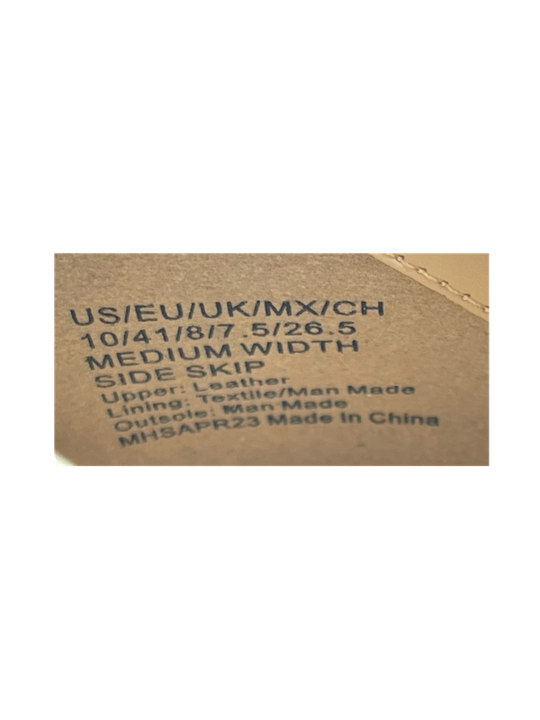 US/EU/UK/MX/CH
10/41/8/7.5/26.5
MEDIUM WIDTH
SIDE SKIP
Upper: Leather
Lining: Textile/Man Made
Outsole: Man Made
MHSAPR23 Made In China